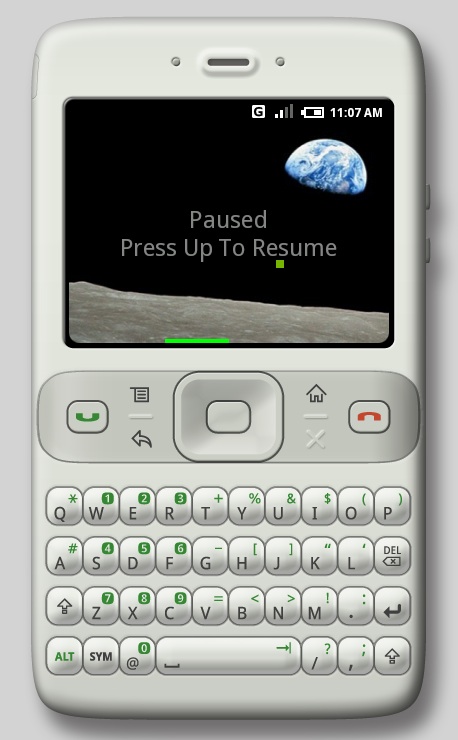 G 11:07 AM
Paused
Press Up To Resume
Q * W 1 E 2 R 3 T + Y % U & I $ O ( P )
A # S 4 D 5 F 6 G - H [ J ] K “ L ‘ DEL
Z 7 X 8 C 9 V = B < N > M ! . :
ALT SYM @ 0 / ? , ;